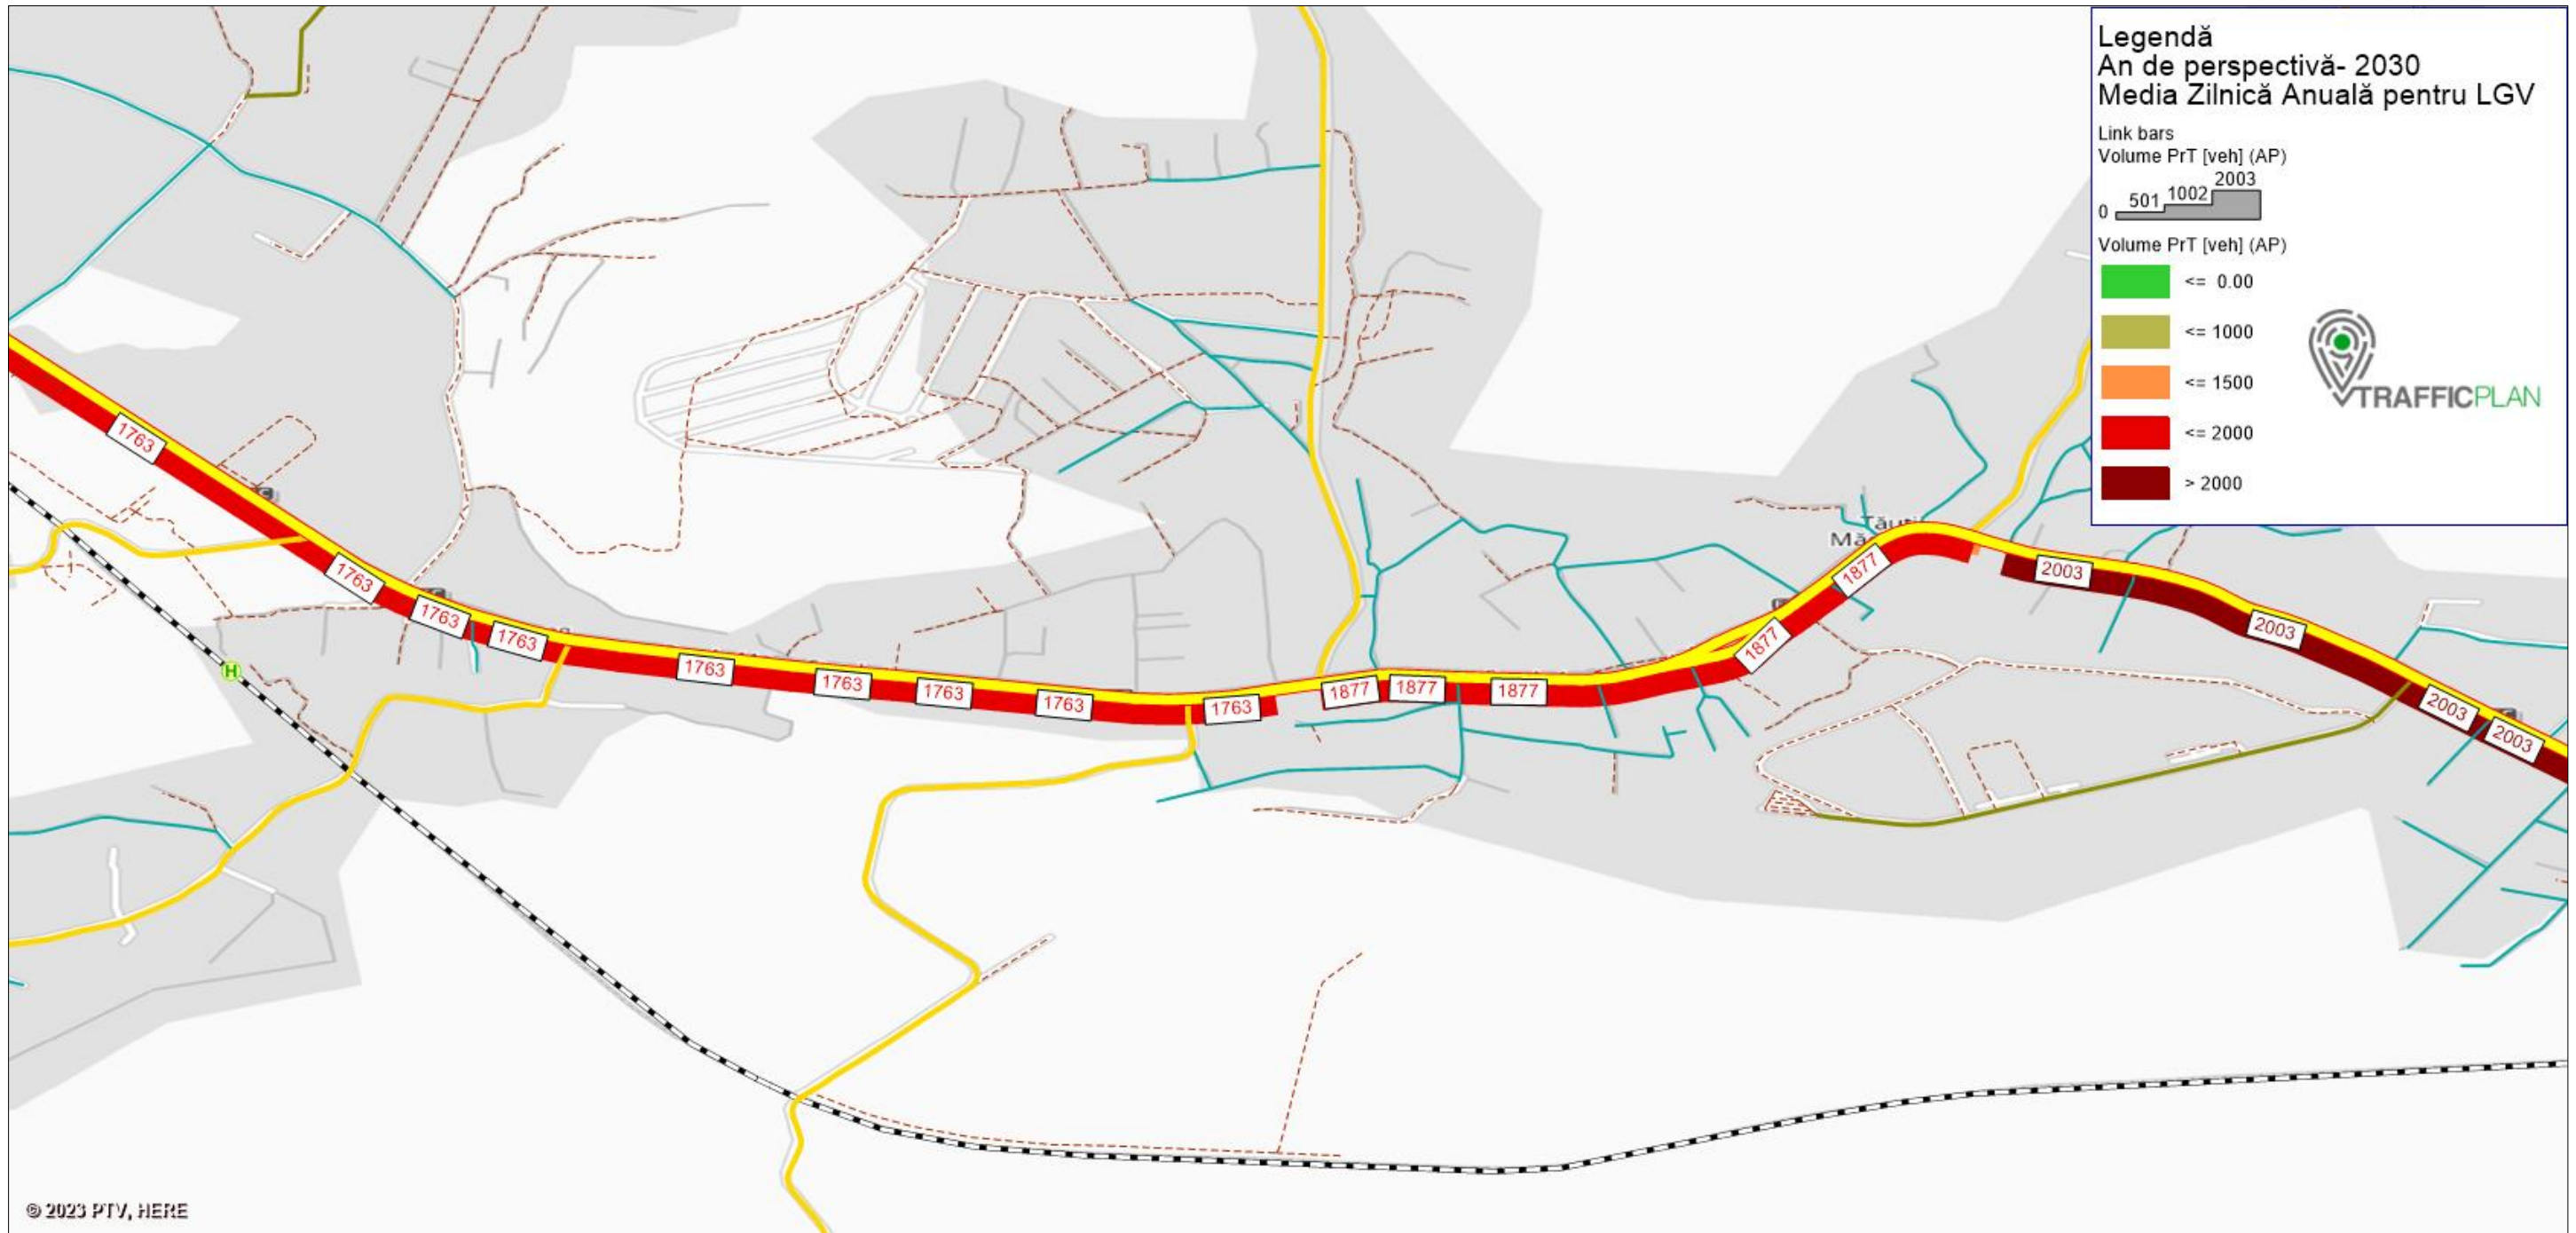 Legendă
An de perspectivă- 2030
Media Zilnică Anuală pentru LGV
Link bars
Volume PrT [veh] (AP)
0 501 1002 2003
Volume PrT [veh] (AP)
<= 0.00
<= 1000
<= 1500
<= 2000
> 2000
TRAFFICPLAN
1763
1763
1763
1763
1763
1763
1763
1763
1763
1877
1877
1877
1877
1877
2003
2003
2003
2003
H
© 2023 PTV, HERE